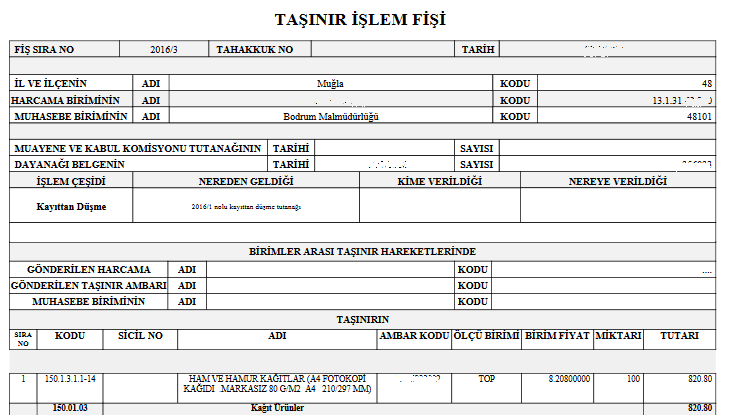 TAŞINIR İŞLEM FİŞİ
FİŞ SIRA NO 2016/3 TAHAKKUK NO TARİH
İL VE İLÇENİN ADI Muğla KODU 48
HARCAMA BİRİMİNİN ADI KODU 13.1.31
MUHASEBE BİRİMİNİN ADI Bodrum Malmüdürlüğü KODU 48101
MUAYENE VE KABUL KOMİSYONU TUTANAĞININ TARİHİ SAYISI
DAYANAĞI BELGENİN TARİHİ SAYISI
İŞLEM ÇEŞİDİ NEREDEN GELDİĞİ KİME VERİLDİĞİ NEREYE VERİLDİĞİ
Kayıttan Düşme 2016/1 nolu kayıttan düşme tutanağı
BİRİMLER ARASI TAŞINIR HAREKETLERİNDE
GÖNDERİLEN HARCAMA ADI KODU ....
GÖNDERİLEN TAŞINIR AMBARI ADI KODU
MUHASEBE BİRİMİNİN ADI KODU
TAŞINIRIN
SIRA NO KODU SİCİL NO ADI AMBAR KODU ÖLÇÜ BİRİMİ BİRİM FİYAT MİKTARI TUTARI
1 150.1.3.1.1-14 HAM VE HAMUR KAĞITLAR (A4 FOTOKOPİ TOP 8.20800000 100 820.80
KAĞIDI MARKASIZ 80 G/M2 A4 210/297 MM)
150.01.03 Kağıt Ürünler 820.80